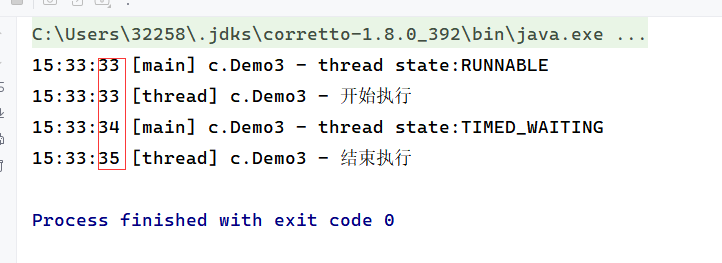 C:\Users\32258\.jdks\corretto-1.8.0_392\bin\java.exe ...
15:33:33 [main] c.Demo3 - thread state:RUNNABLE
15:33:33 [thread] c.Demo3 - 开始执行
15:33:34 [main] c.Demo3 - thread state:TIMED_WAITING
15:33:35 [thread] c.Demo3 - 结束执行
Process finished with exit code 0